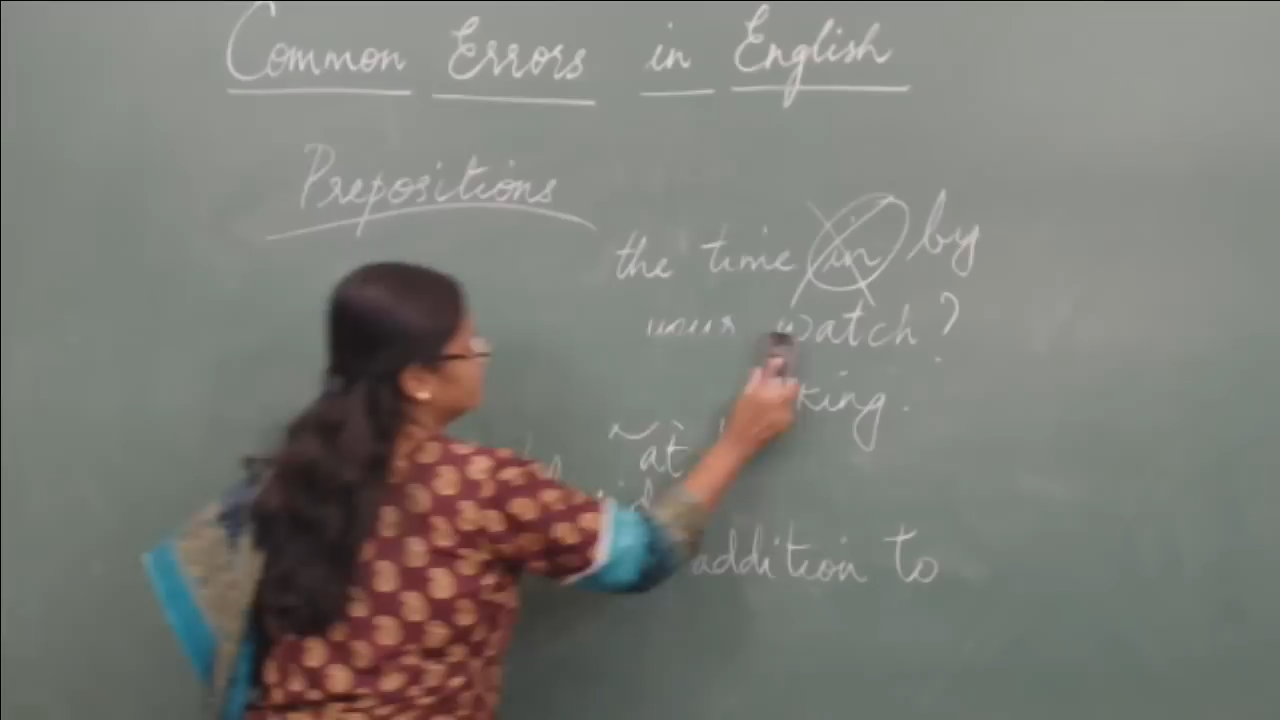 Common Errors in English
Prepositions
the time in by
your watch?
king.
at
addition to